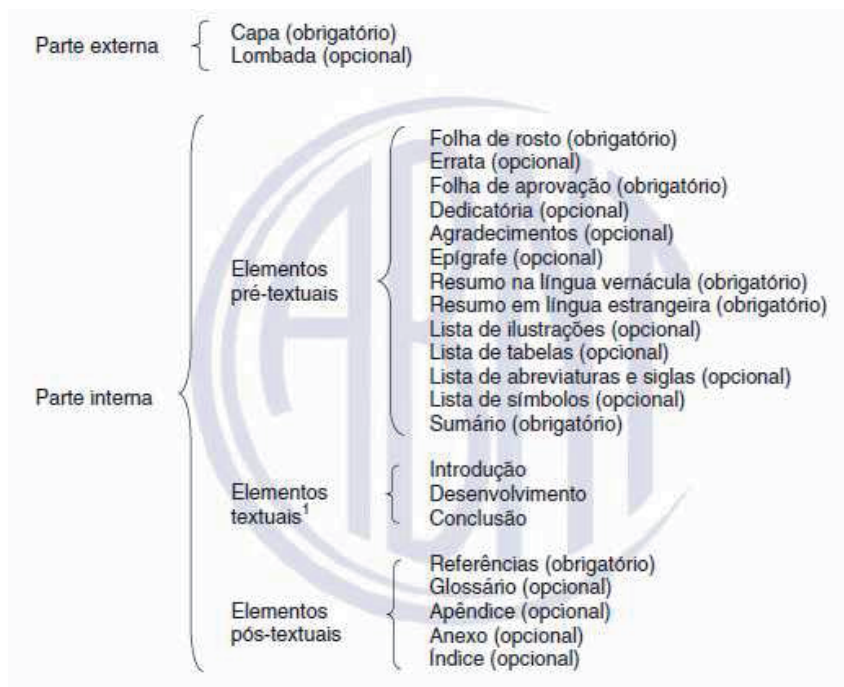 Parte externa
Capa (obrigatório)
Lombada (opcional)
Parte interna
Elementos
pré-textuais
Folha de rosto (obrigatório)
Errata (opcional)
Folha de aprovação (obrigatório)
Dedicatória (opcional)
Agradecimentos (opcional)
Epígrafe (opcional)
Resumo na língua vernácula (obrigatório)
Resumo em língua estrangeira (obrigatório)
Lista de ilustrações (opcional)
Lista de tabelas (opcional)
Lista de abreviaturas e siglas (opcional)
Lista de símbolos (opcional)
Sumário (obrigatório)
Elementos
textuais¹
Introdução
Desenvolvimento
Conclusão
Elementos
pós-textuais
Referências (obrigatório)
Glossário (opcional)
Apêndice (opcional)
Anexo (opcional)
Índice (opcional)
ABNT